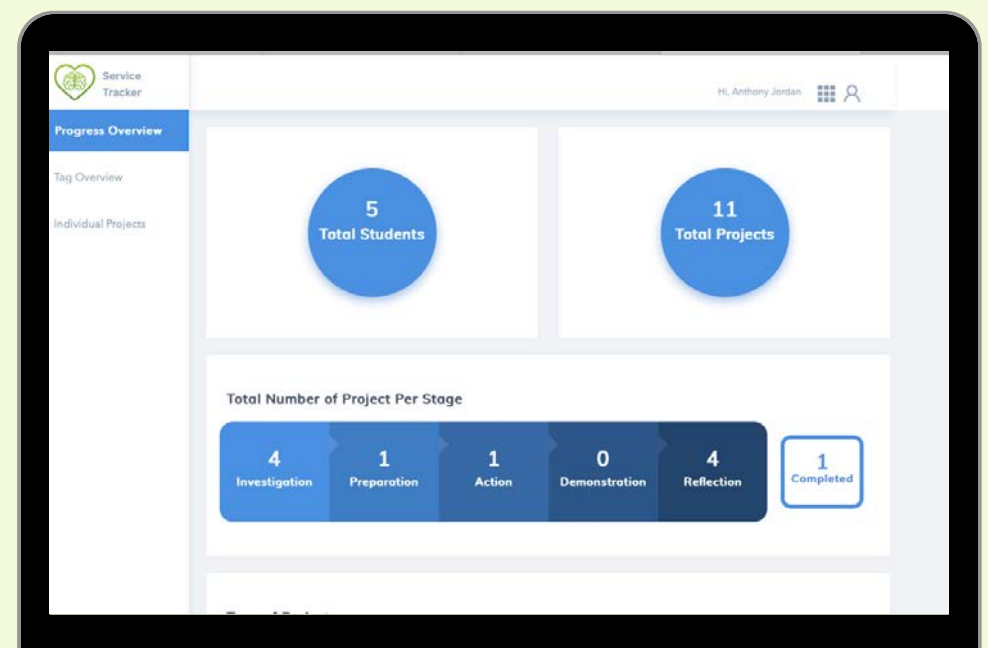 Service
Tracker
Hi, Anthony Jordan
Progress Overview
Tag Overview
Individual Projects
5
Total Students
11
Total Projects
Total Number of Project Per Stage
4
Investigation
1
Preparation
1
Action
0
Demonstration
4
Reflection
1
Completed